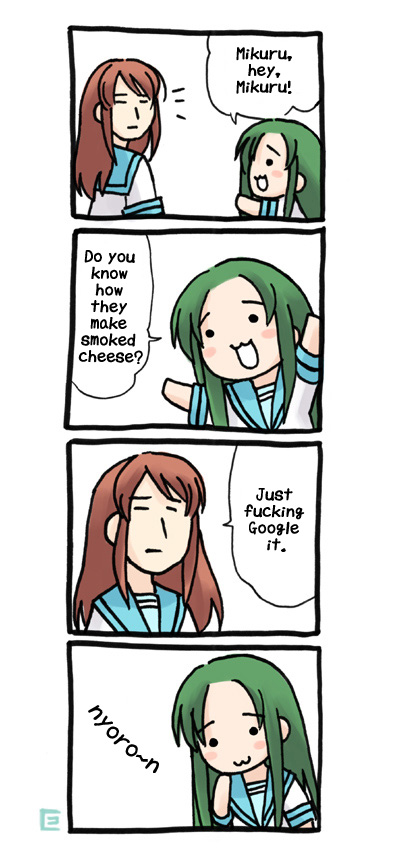 Mikuru,
hey,
Mikuru!
Do you
know
how
they
make
smoked
cheese?
Just
fucking
Google
it.
nyoro~n
E